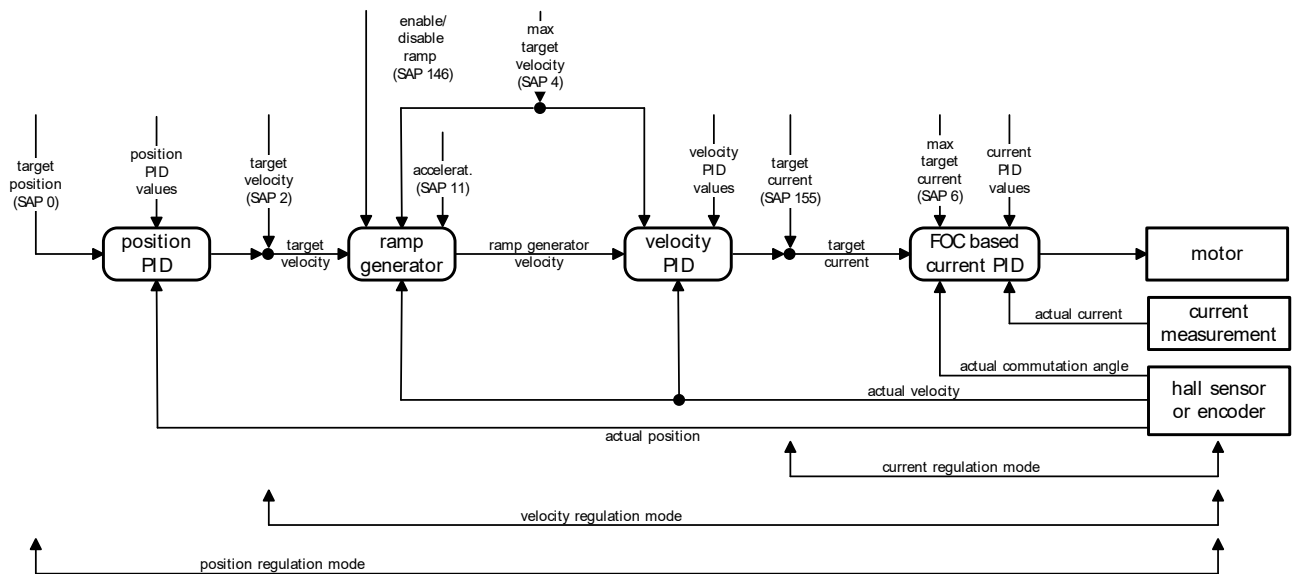 enable/
disable
ramp
(SAP 146)
max
target
velocity
(SAP 4)
target
position
(SAP 0)
position
PID
values
target
velocity
(SAP 2)
accelerat.
(SAP 11)
velocity
PID
values
target
current
(SAP 155)
max
target
current
(SAP 6)
current
PID
values
position
PID
target
velocity
ramp
generator
ramp generator
velocity
velocity
PID
target
current
FOC based
current PID
motor
actual current
current
measurement
actual commutation angle
actual velocity
hall sensor
or encoder
actual position
current regulation mode
velocity regulation mode
position regulation mode